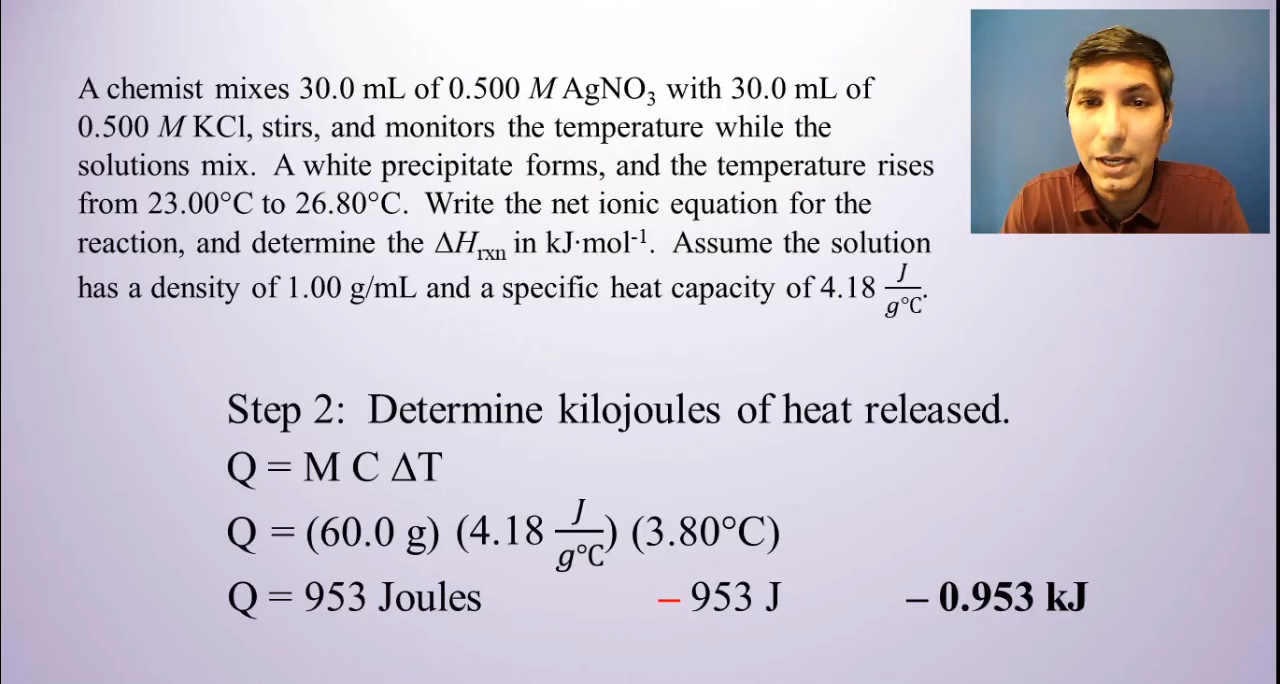 A chemist mixes 30.0 mL of 0.500 M AgNO₃ with 30.0 mL of
0.500 M KCl, stirs, and monitors the temperature while the
solutions mix. A white precipitate forms, and the temperature rises
from 23.00°C to 26.80°C. Write the net ionic equation for the
reaction, and determine the ΔHrxn in kJ·mol⁻¹. Assume the solution
has a density of 1.00 g/mL and a specific heat capacity of 4.18 J/g°C.
Step 2: Determine kilojoules of heat released.
Q = M C ΔT
Q = (60.0 g) (4.18 J/g°C) (3.80°C)
Q = 953 Joules – 953 J – 0.953 kJ